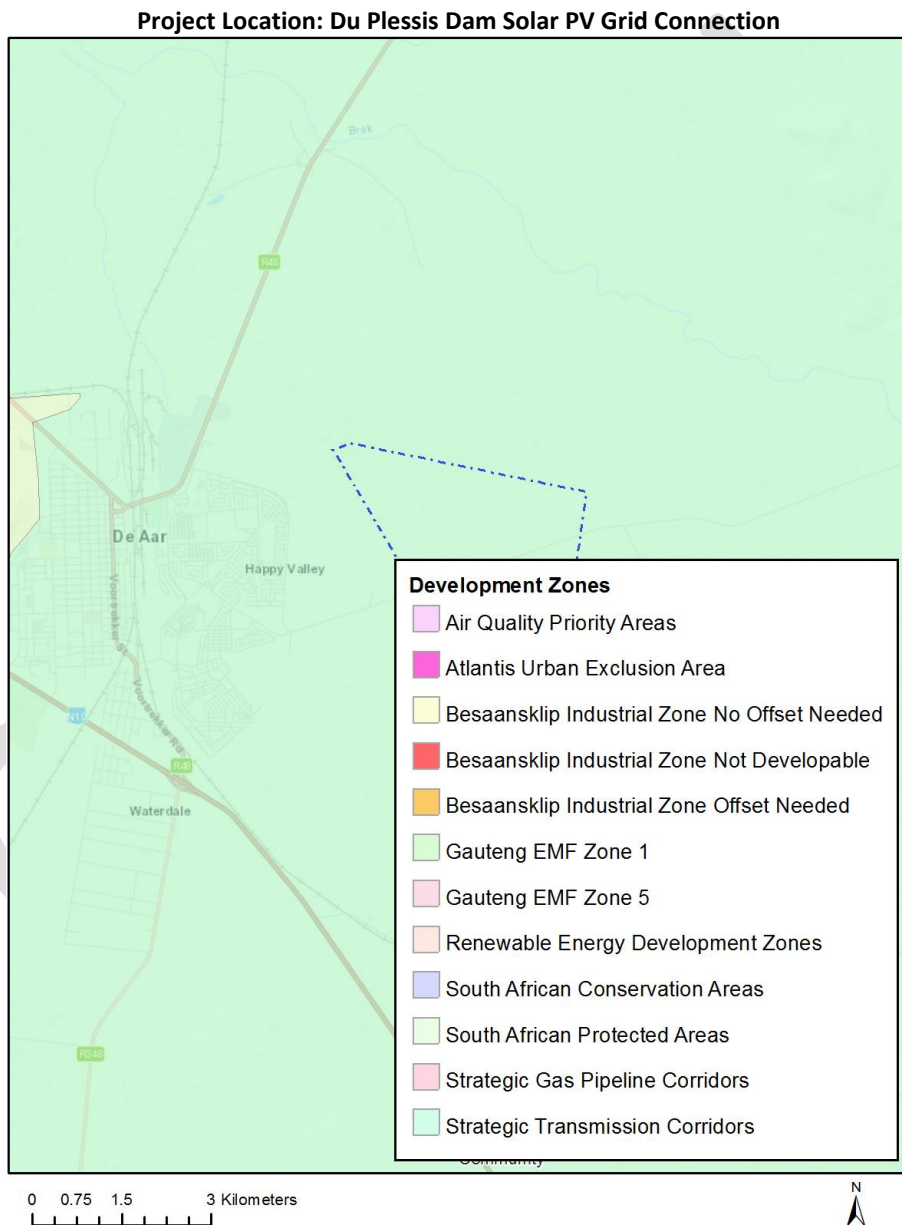 Project Location: Du Plessis Dam Solar PV Grid Connection
Brak
R48
De Aar
Happy Valley
Voortrekker St
Voortrekker Rd
N10
R48
Waterdale
R348
Development Zones
Air Quality Priority Areas
Atlantis Urban Exclusion Area
Besaansklip Industrial Zone No Offset Needed
Besaansklip Industrial Zone Not Developable
Besaansklip Industrial Zone Offset Needed
Gauteng EMF Zone 1
Gauteng EMF Zone 5
Renewable Energy Development Zones
South African Conservation Areas
South African Protected Areas
Strategic Gas Pipeline Corridors
Strategic Transmission Corridors
Community
0 0.75 1.5 3 Kilometers
N